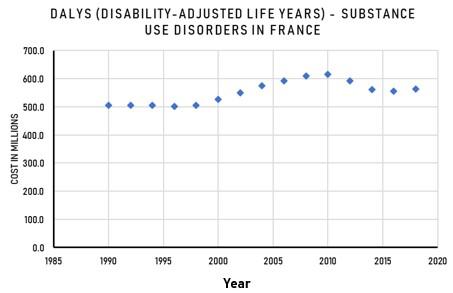 DALYS (DISABILITY-ADJUSTED LIFE YEARS) - SUBSTANCE
USE DISORDERS IN FRANCE
COST IN MILLIONS
700.0
600.0
500.0
400.0
300.0
200.0
100.0
0.0
1985 1990 1995 2000 2005 2010 2015 2020
Year